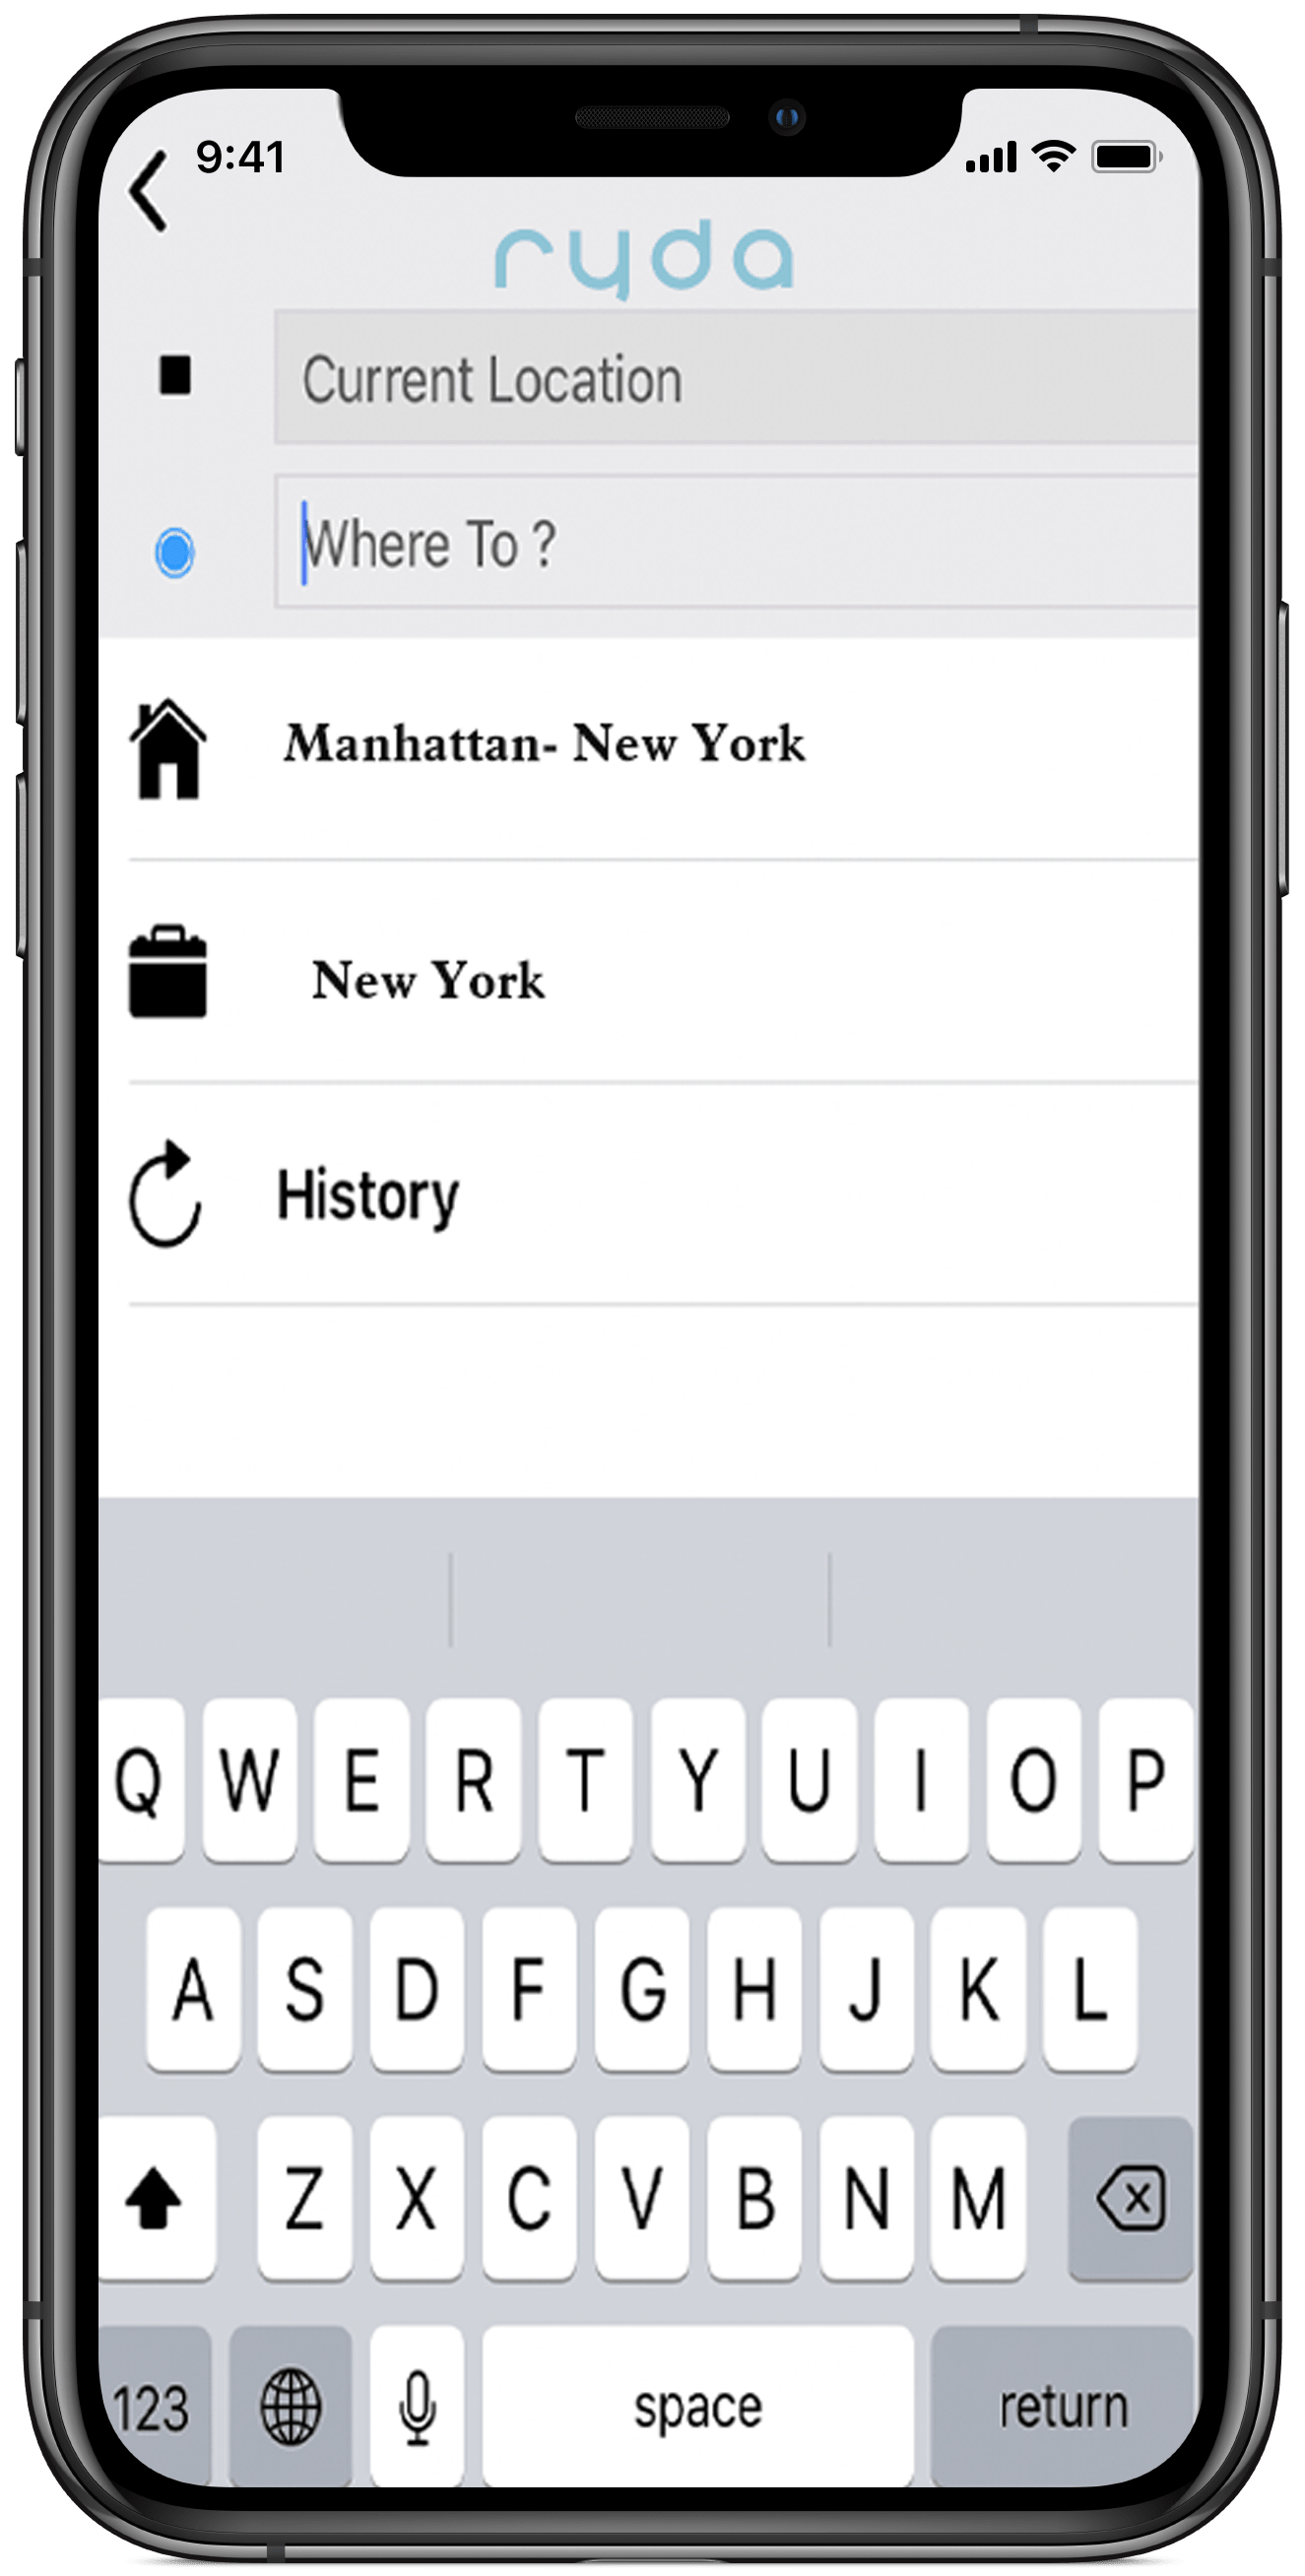 9:41
ryda
Current Location
Where To ?
Manhattan- New York
New York
History
Q W E R T Y U I O P
A S D F G H J K L
Z X C V B N M
123 space return